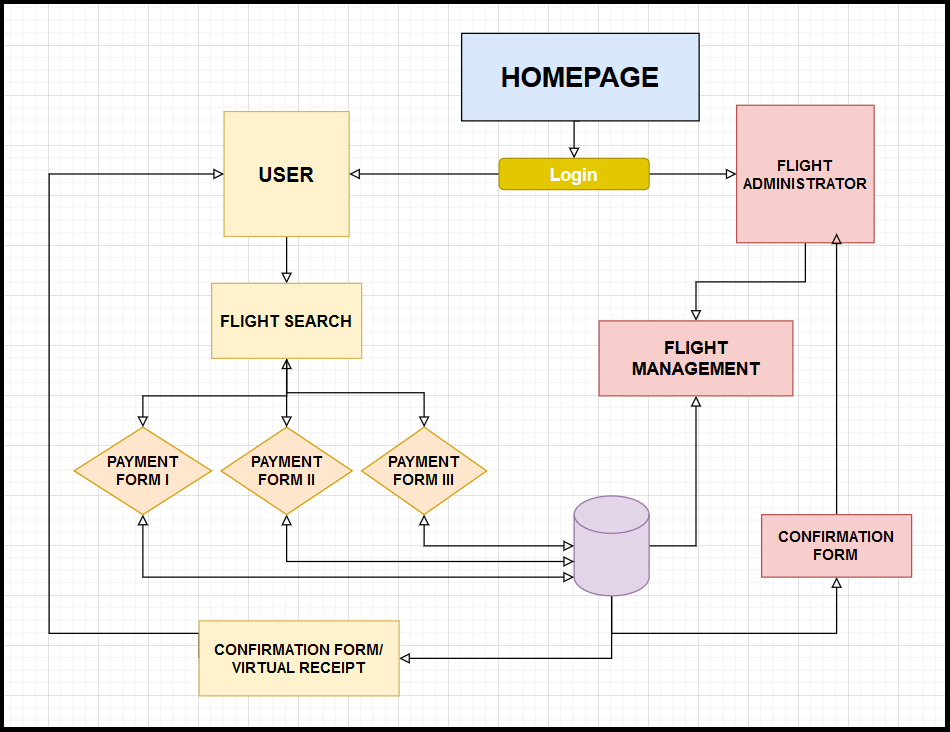 HOMEPAGE
Login
USER
FLIGHT
ADMINISTRATOR
FLIGHT SEARCH
FLIGHT
MANAGEMENT
PAYMENT
FORM I
PAYMENT
FORM II
PAYMENT
FORM III
CONFIRMATION
FORM
CONFIRMATION FORM/
VIRTUAL RECEIPT